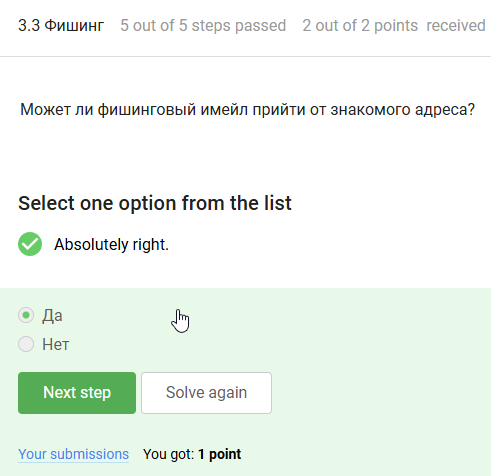 3.3 Фишинг 5 out of 5 steps passed 2 out of 2 points received
Может ли фишинговый имейл прийти от знакомого адреса?
Select one option from the list
Absolutely right.
Да
Нет
Next step Solve again
Your submissions You got: 1 point